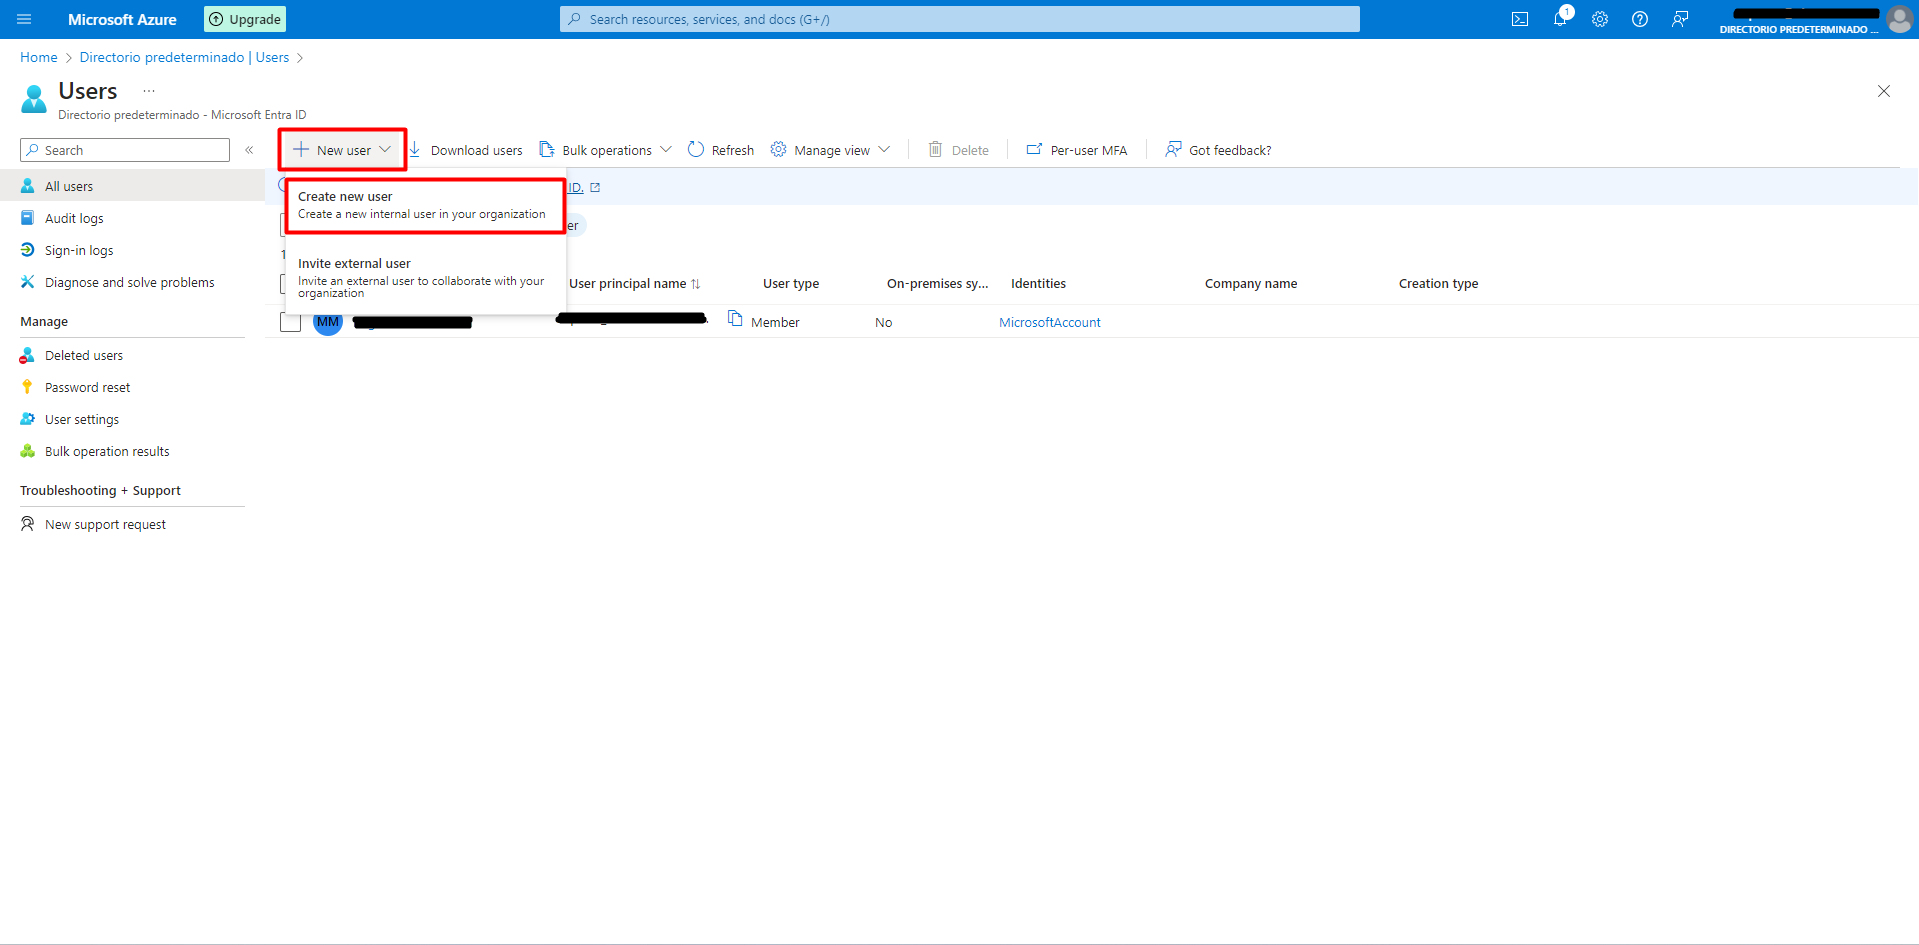 Microsoft Azure
Upgrade
Search resources, services, and docs (G+/)
1
DIRECTORIO PREDETERMINADO ...
Home > Directorio predeterminado | Users >
Users ...
Directorio predeterminado - Microsoft Entra ID
Search
«
New user
Download users
Bulk operations
Refresh
Manage view
Delete
Per-user MFA
Got feedback?
All users
Audit logs
Sign-in logs
Diagnose and solve problems
Manage
Deleted users
Password reset
User settings
Bulk operation results
Troubleshooting + Support
New support request
Create new user
Create a new internal user in your organization
Invite external user
Invite an external user to collaborate with your
organization
ID.
er
1
User principal name
User type
On-premises sy...
Identities
Company name
Creation type
MM
Member
No
MicrosoftAccount